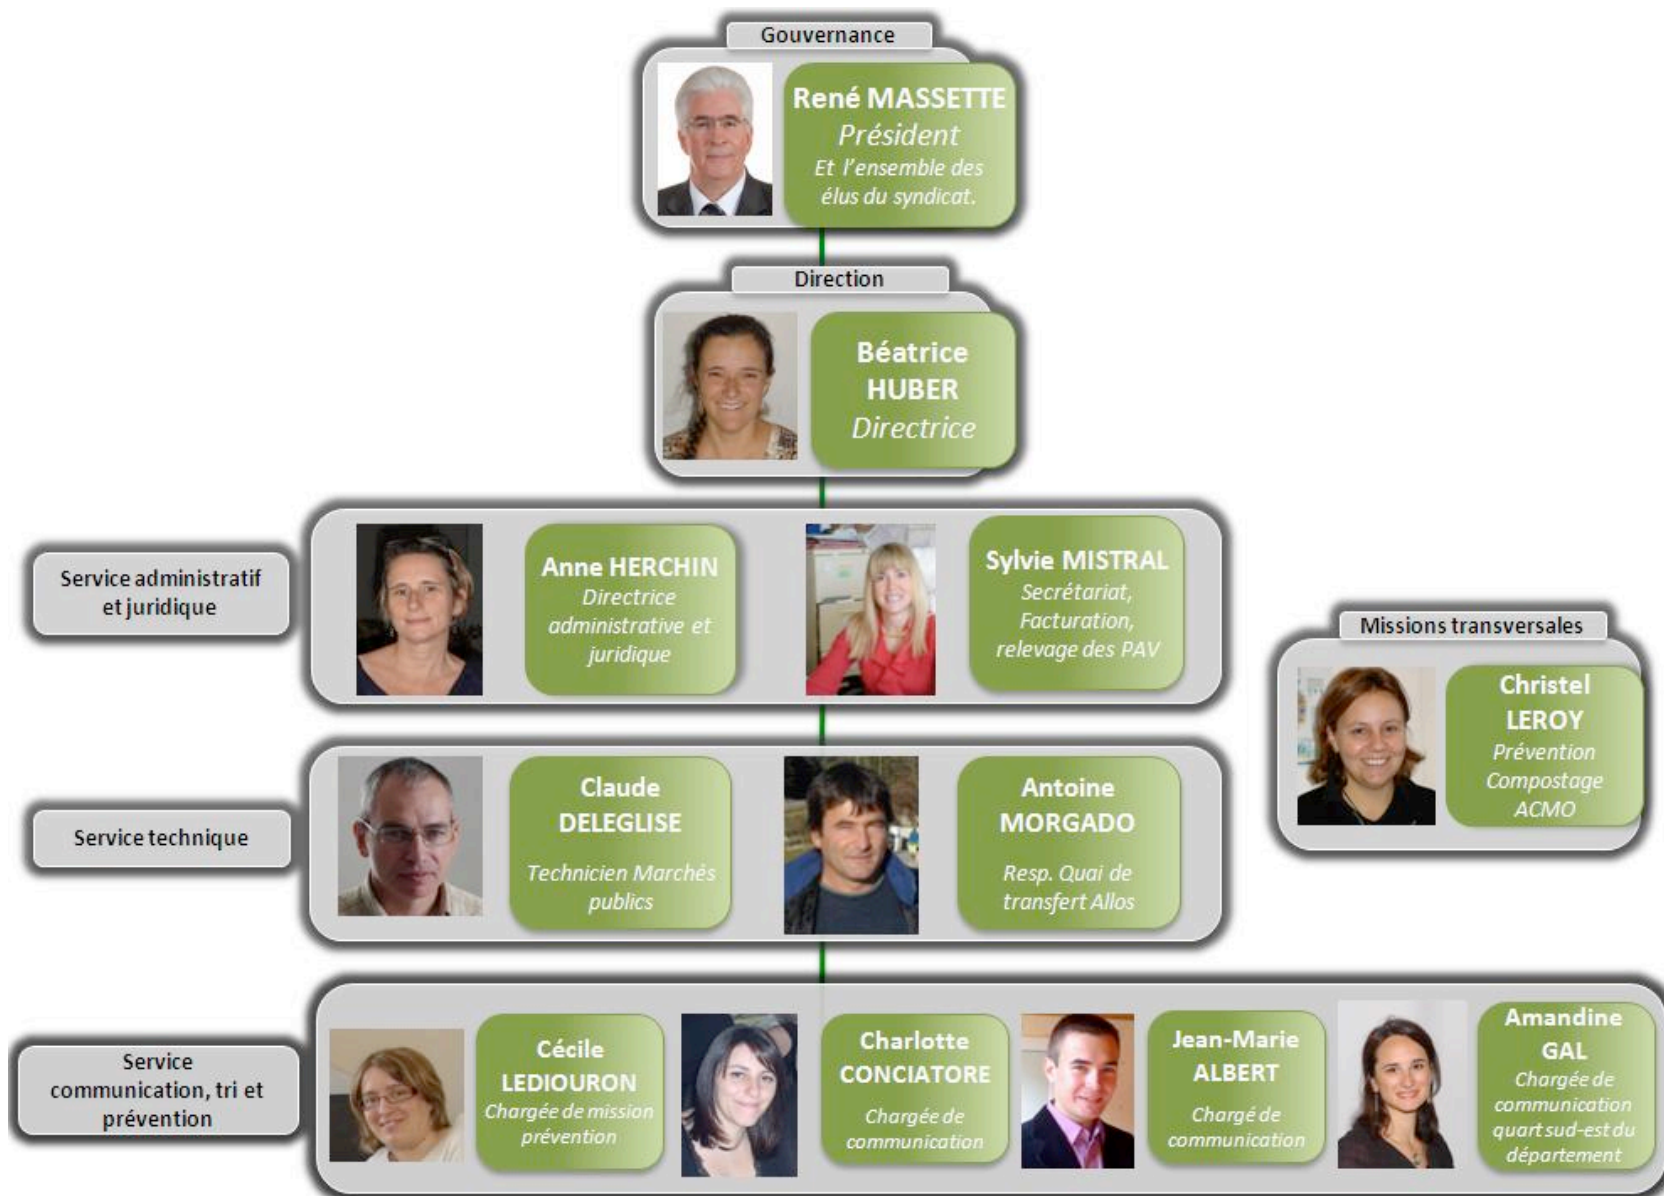 Gouvernance
René MASSETTE
Président
Et l'ensemble des
élus du syndicat.
Direction
Béatrice
HUBER
Directrice
Service administratif
et juridique
Anne HERCHIN
Directrice
administrative et
juridique
Sylvie MISTRAL
Secrétariat,
Facturation,
relevage des PAV
Missions transversales
Christel
LEROY
Prévention
Compostage
ACMO
Service technique
Claude
DELEGLISE
Technicien Marchés
publics
Antoine
MORGADO
Resp. Quai de
transfert Allos
Service
communication, tri et
prévention
Cécile
LEDIOURON
Chargée de mission
prévention
Charlotte
CONCIATORE
Chargée de
communication
Jean-Marie
ALBERT
Chargé de
communication
Amandine
GAL
Chargée de
communication
quart sud-est du
département